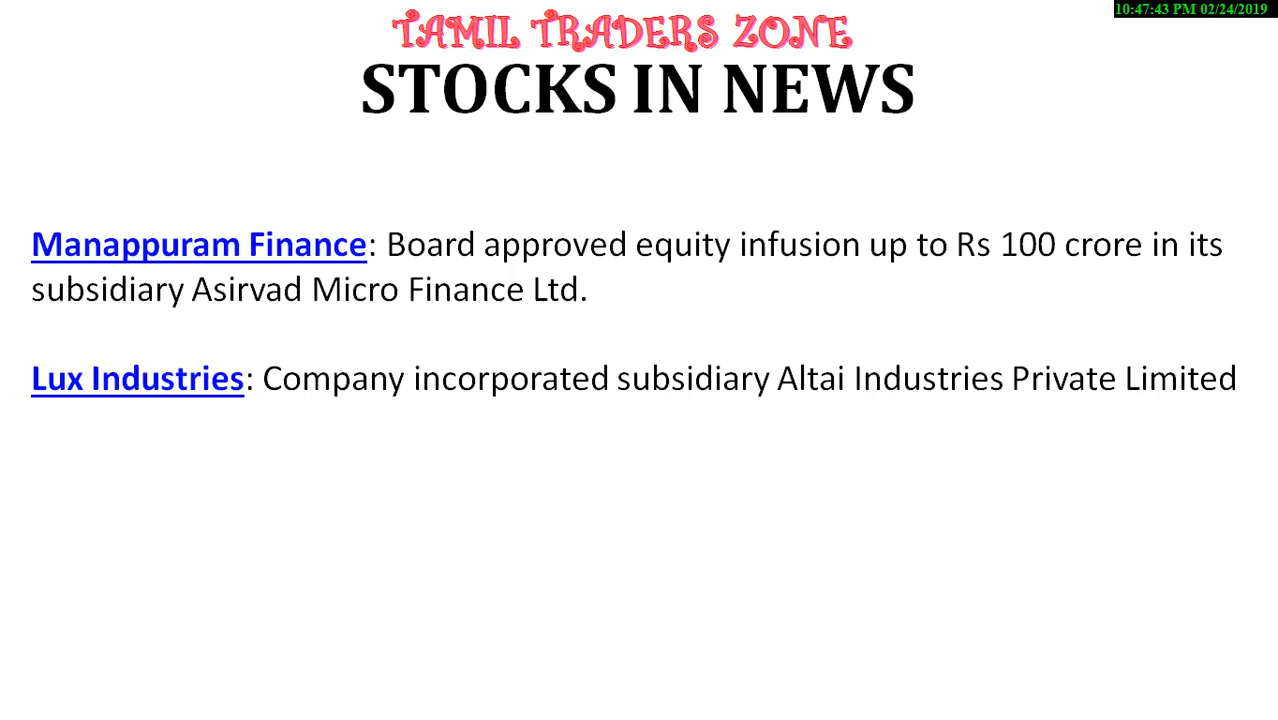 10:47:43 PM 02/24/2019
TAMIL TRADERS ZONE
STOCKS IN NEWS
Manappuram Finance: Board approved equity infusion up to Rs 100 crore in its
subsidiary Asirvad Micro Finance Ltd.
Lux Industries: Company incorporated subsidiary Altai Industries Private Limited